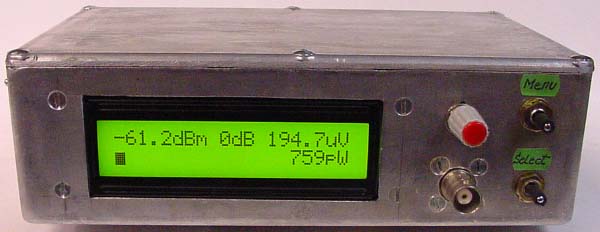 -61.2dBm 0dB 194.7uV
759pW
Menu
Select